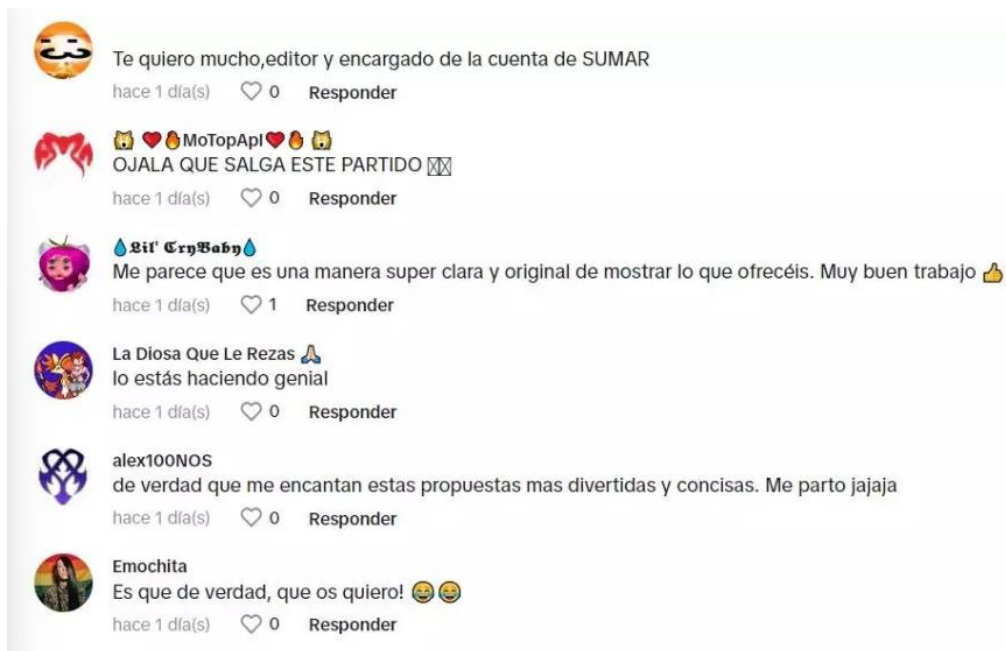 Te quiero mucho,editor y encargado de la cuenta de SUMAR
hace 1 día(s) 0 Responder
🐱 ❤️🔥MoTopApl❤️🔥 🐱
OJALA QUE SALGA ESTE PARTIDO
hace 1 día(s) 0 Responder
💧𝕷𝖎𝖑' 𝕮𝖗𝖞𝕭𝖆𝖇𝖞💧
Me parece que es una manera super clara y original de mostrar lo que ofrecéis. Muy buen trabajo 👍
hace 1 día(s) 1 Responder
La Diosa Que Le Rezas 🙏🏻
lo estás haciendo genial
hace 1 día(s) 0 Responder
alex100NOS
de verdad que me encantan estas propuestas mas divertidas y concisas. Me parto jajaja
hace 1 día(s) 0 Responder
Emochita
Es que de verdad, que os quiero! 😂😂
hace 1 día(s) 0 Responder